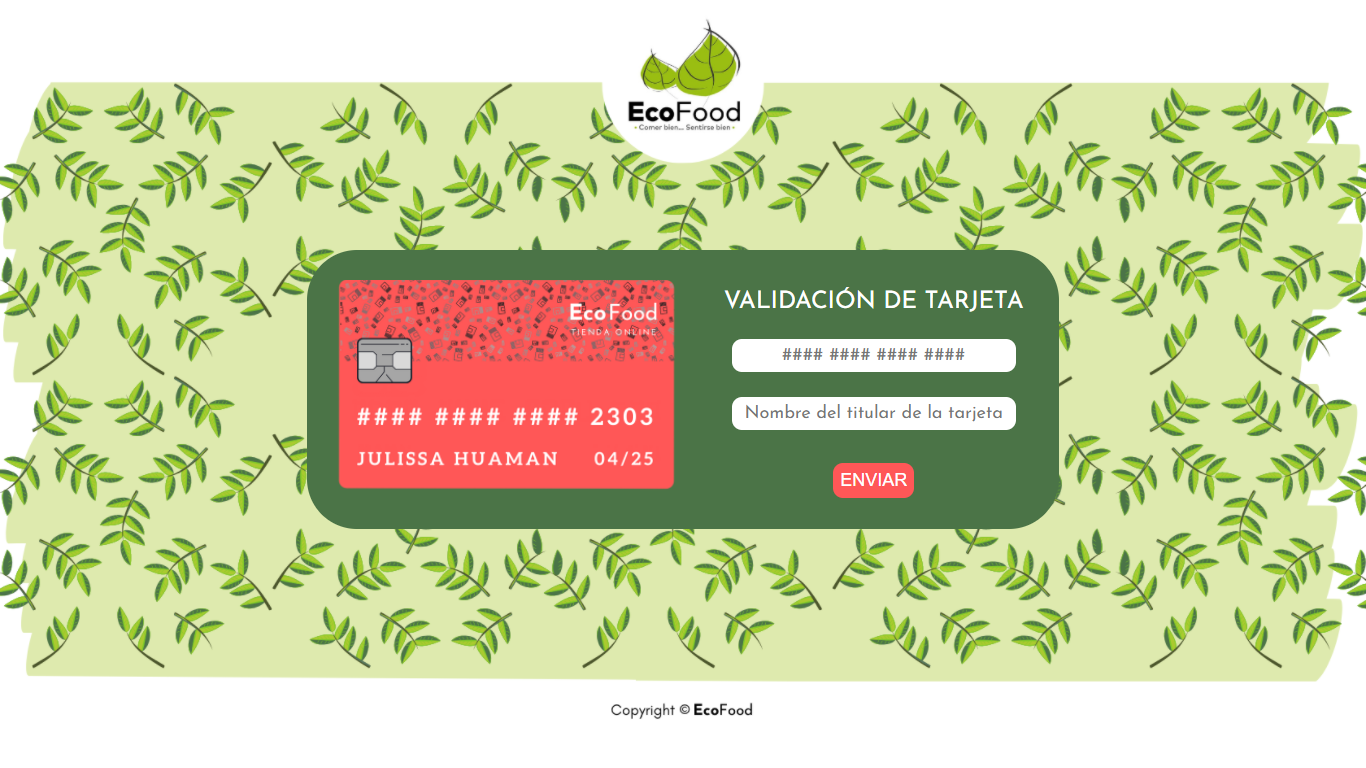 EcoFood
• Comer bien... Sentirse bien •
EcoFood
TIENDA ONLINE
#### #### #### 2303
JULISSA HUAMAN 04/25
VALIDACIÓN DE TARJETA
#### #### #### ####
Nombre del titular de la tarjeta
ENVIAR
Copyright © EcoFood